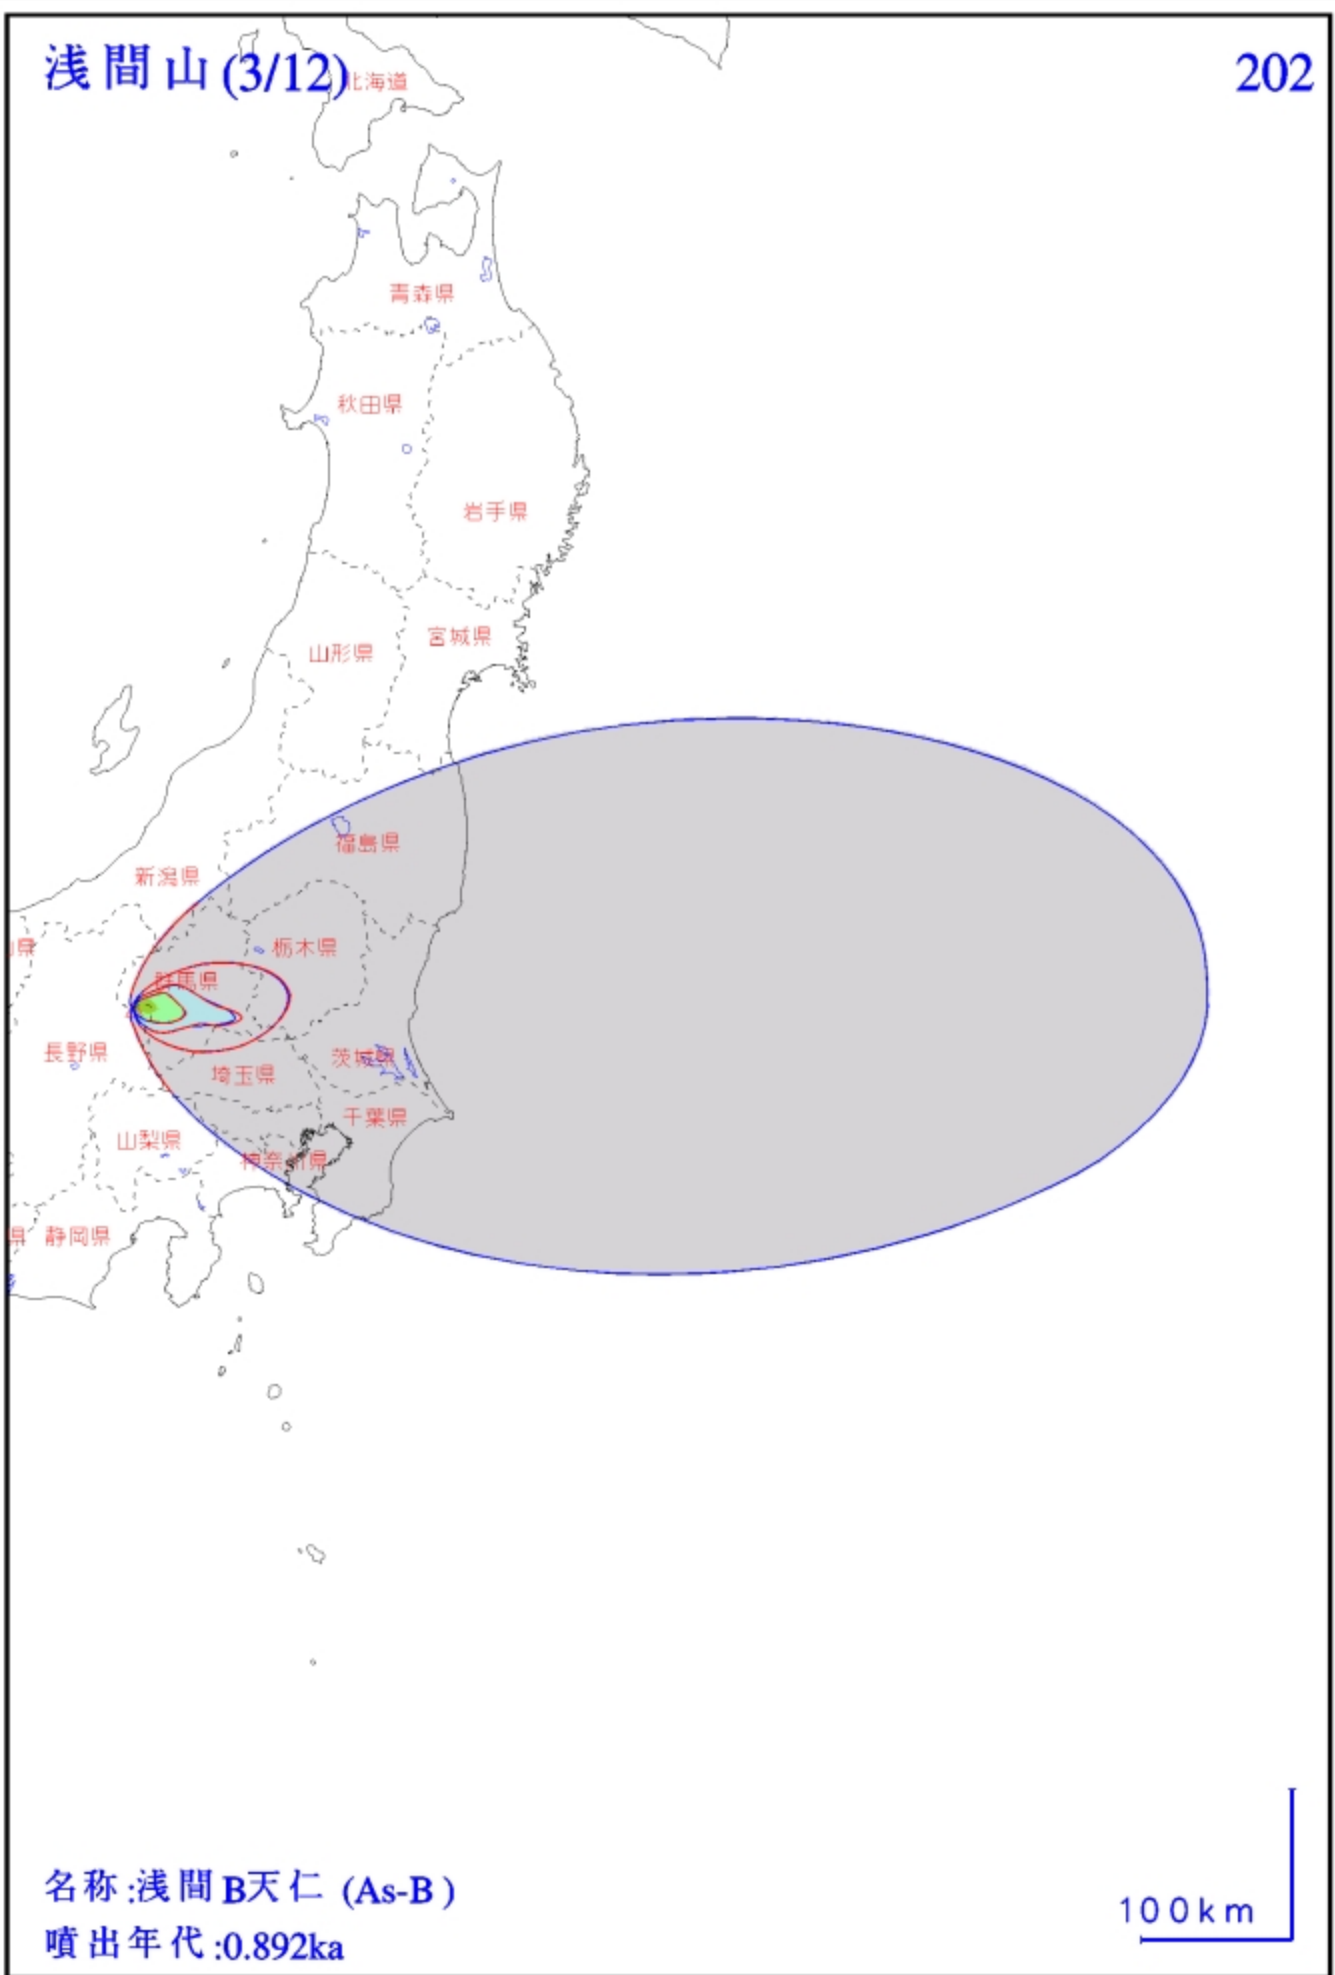 浅間山(3/12)
202
北海道
青森県
秋田県
岩手県
宮城県
山形県
福島県
新潟県
栃木県
県
群馬県
長野県
茨城県
埼玉県
千葉県
山梨県
神奈川県
県
静岡県
名称:浅間B天仁 (As-B)
噴出年代:0.892ka
100km